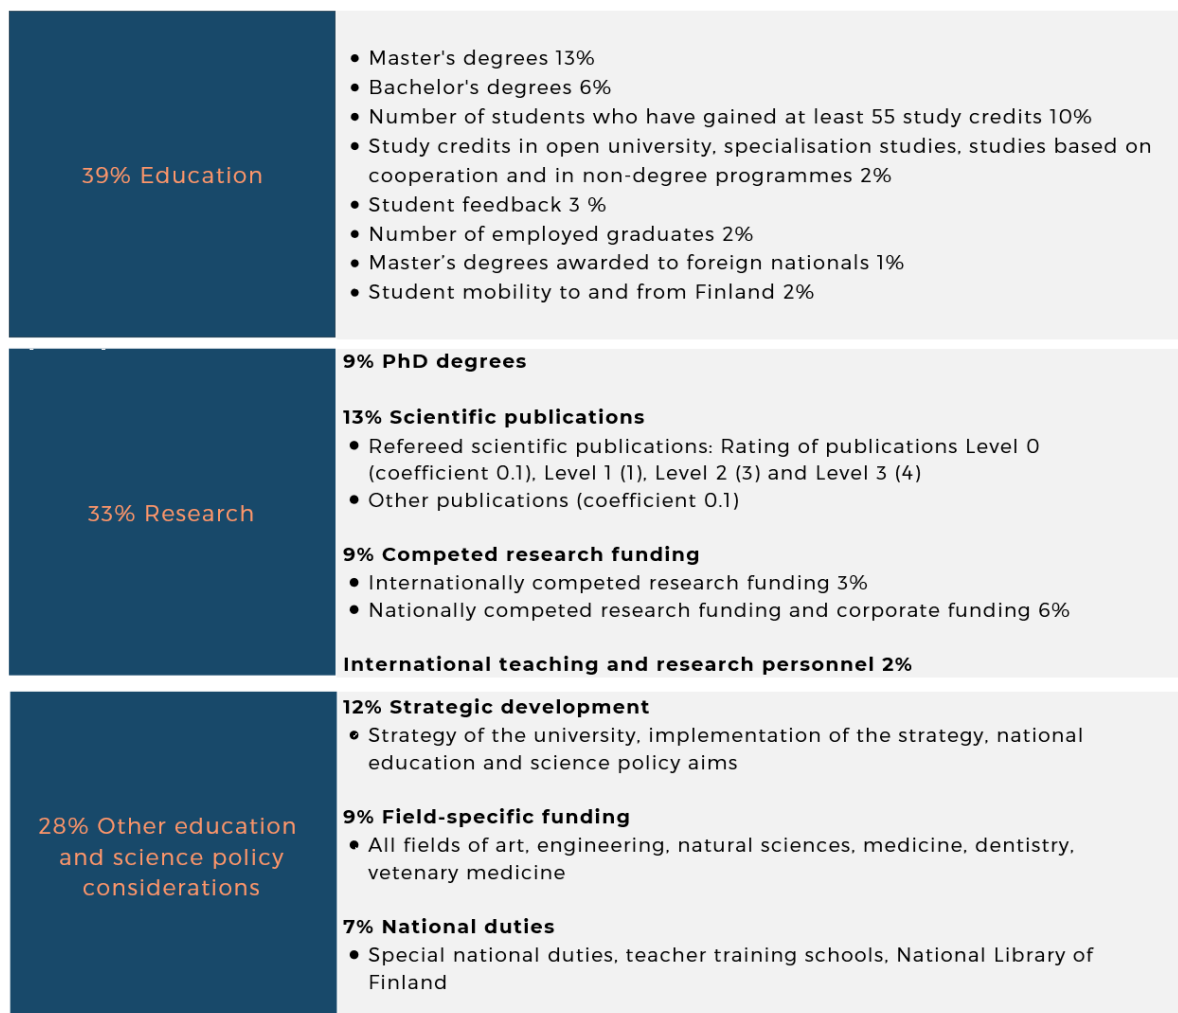 39% Education
• Master's degrees 13%
• Bachelor's degrees 6%
• Number of students who have gained at least 55 study credits 10%
• Study credits in open university, specialisation studies, studies based on
cooperation and in non-degree programmes 2%
• Student feedback 3 %
• Number of employed graduates 2%
• Master’s degrees awarded to foreign nationals 1%
• Student mobility to and from Finland 2%
33% Research
9% PhD degrees
13% Scientific publications
• Refereed scientific publications: Rating of publications Level 0
(coefficient 0.1), Level 1 (1), Level 2 (3) and Level 3 (4)
• Other publications (coefficient 0.1)
9% Competed research funding
• Internationally competed research funding 3%
• Nationally competed research funding and corporate funding 6%
International teaching and research personnel 2%
28% Other education
and science policy
considerations
12% Strategic development
• Strategy of the university, implementation of the strategy, national
education and science policy aims
9% Field-specific funding
• All fields of art, engineering, natural sciences, medicine, dentistry,
vetenary medicine
7% National duties
• Special national duties, teacher training schools, National Library of
Finland